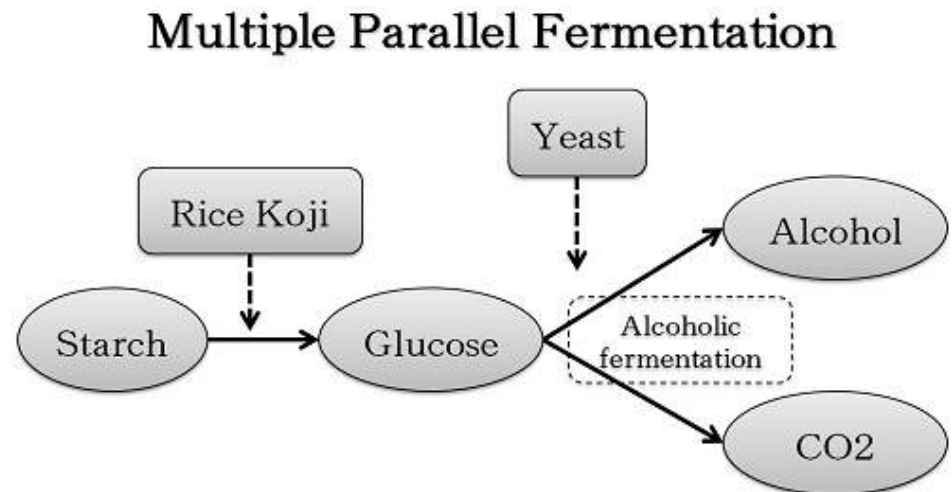 Multiple Parallel Fermentation
Yeast
Rice Koji
Alcohol
Starch
Glucose
Alcoholic
fermentation
CO2